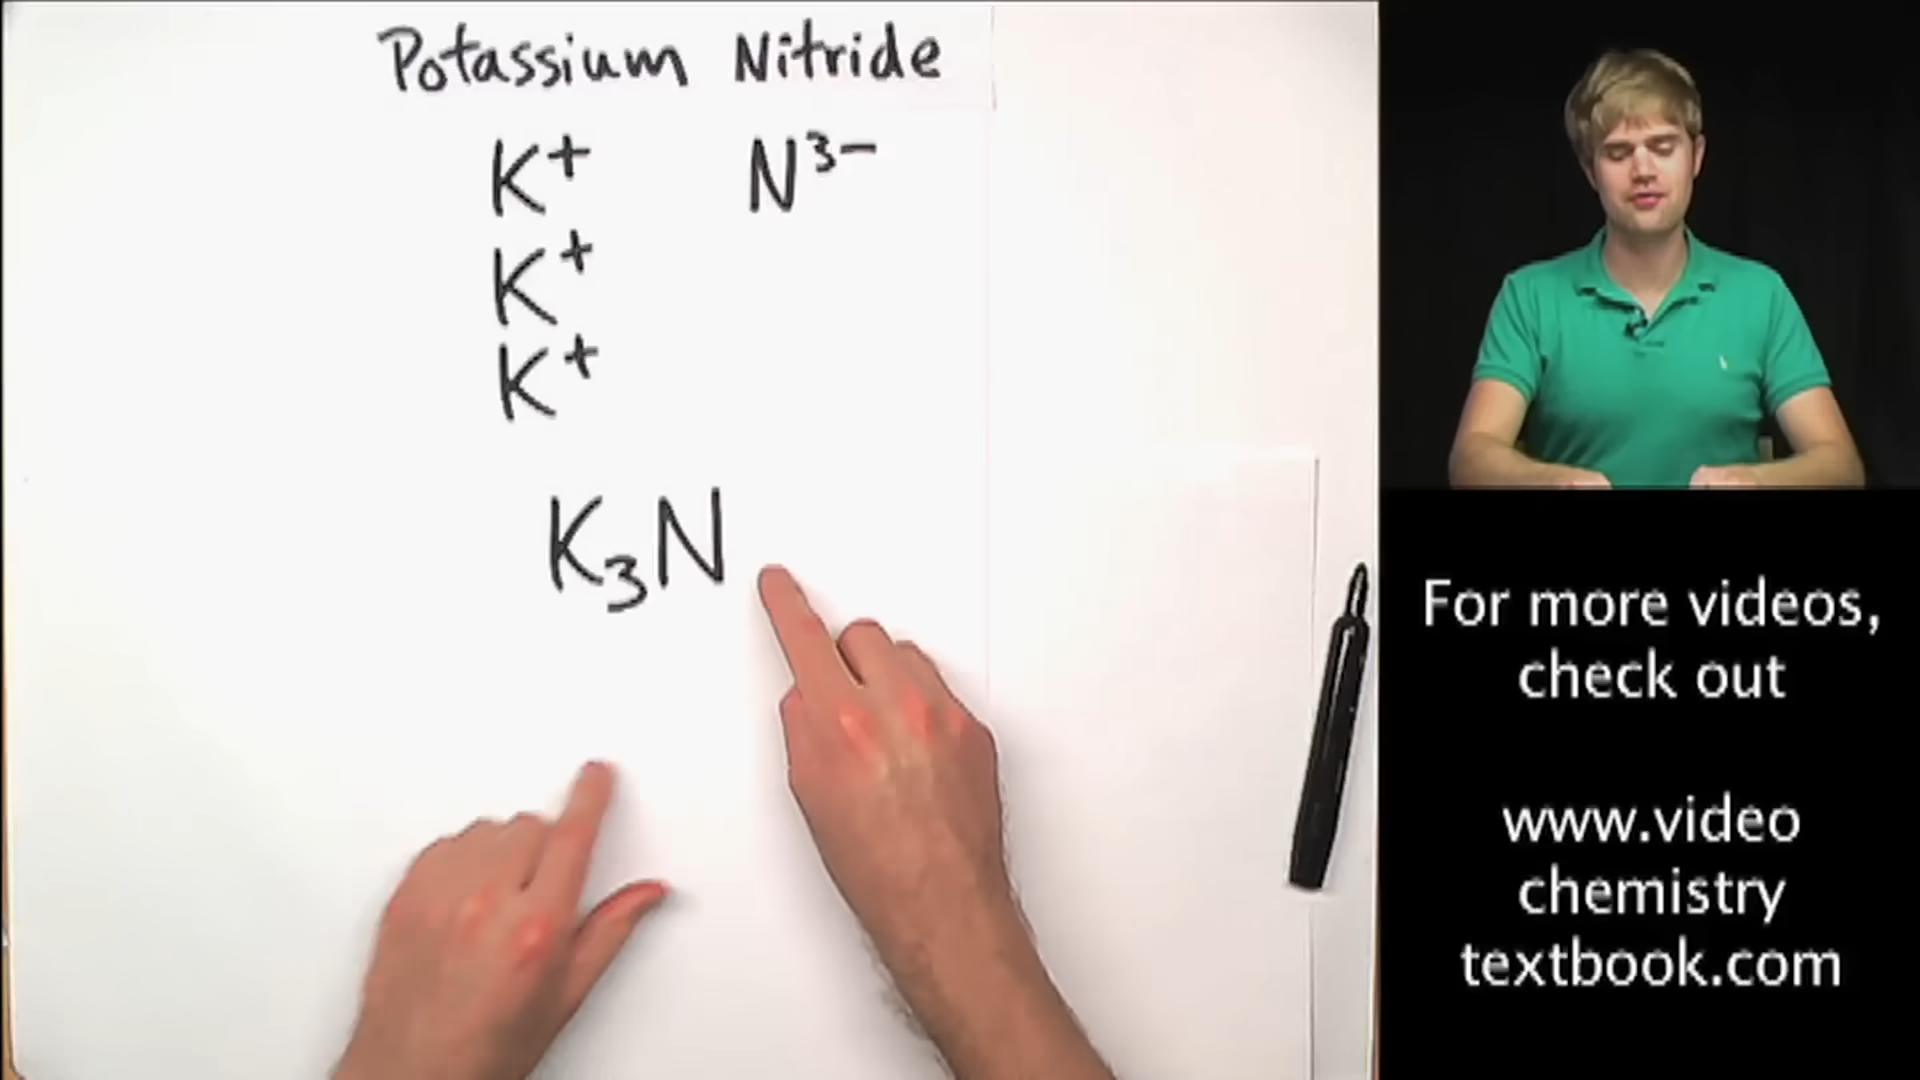 Potassium Nitride
K⁺ N³⁻
K⁺
K⁺
K₃N
For more videos,
check out
www.video
chemistry
textbook.com